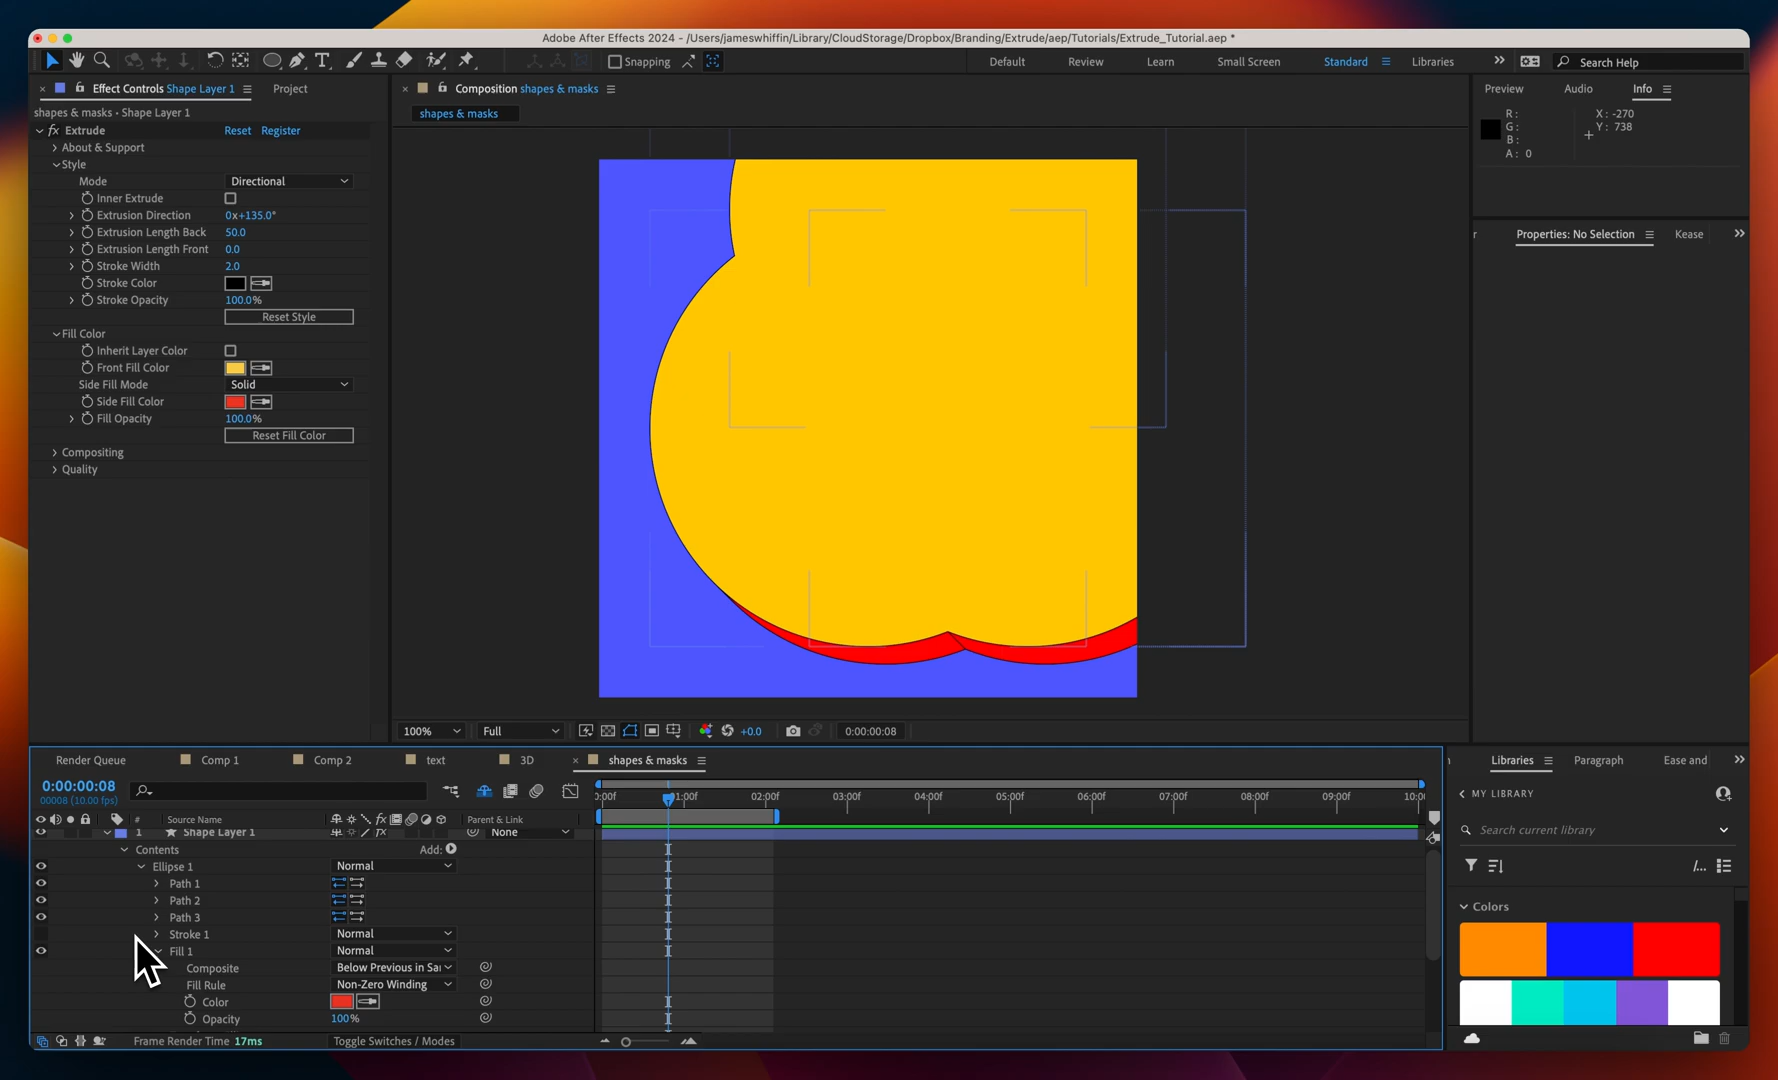 Adobe After Effects 2024 - /Users/jameswhiffin/Library/CloudStorage/Dropbox/Branding/Extrude/aep/Tutorials/Extrude_Tutorial.aep *
Snapping
Default
Review
Learn
Small Screen
Standard
Libraries
Search Help
Effect Controls Shape Layer 1
Project
shapes & masks • Shape Layer 1
fx Extrude
Reset
Register
About & Support
Style
Mode
Directional
Inner Extrude
Extrusion Direction
0x+135.0°
Extrusion Length Back
50.0
Extrusion Length Front
0.0
Stroke Width
2.0
Stroke Color
Stroke Opacity
100.0%
Reset Style
Fill Color
Inherit Layer Color
Front Fill Color
Side Fill Mode
Solid
Side Fill Color
Fill Opacity
100.0%
Reset Fill Color
Compositing
Quality
Composition shapes & masks
shapes & masks
100%
Full
+0.0
0:00:00:08
Preview
Audio
Info
R:
G:
B:
A: 0
X: -270
Y: 738
r
Properties: No Selection
Kease
Render Queue
Comp 1
Comp 2
text
3D
shapes & masks
0:00:00:08
00008 (10.00 fps)
0:00f
01:00f
02:00f
03:00f
04:00f
05:00f
06:00f
07:00f
08:00f
09:00f
10:0
#
Source Name
fx
Parent & Link
1
Shape Layer 1
fx
None
Contents
Add:
Ellipse 1
Normal
Path 1
Path 2
Path 3
Stroke 1
Normal
Fill 1
Normal
Composite
Below Previous in Sa
Fill Rule
Non-Zero Winding
Color
Opacity
100%
Frame Render Time 17ms
Toggle Switches / Modes
Libraries
Paragraph
Ease and
MY LIBRARY
Search current library
/...
Colors